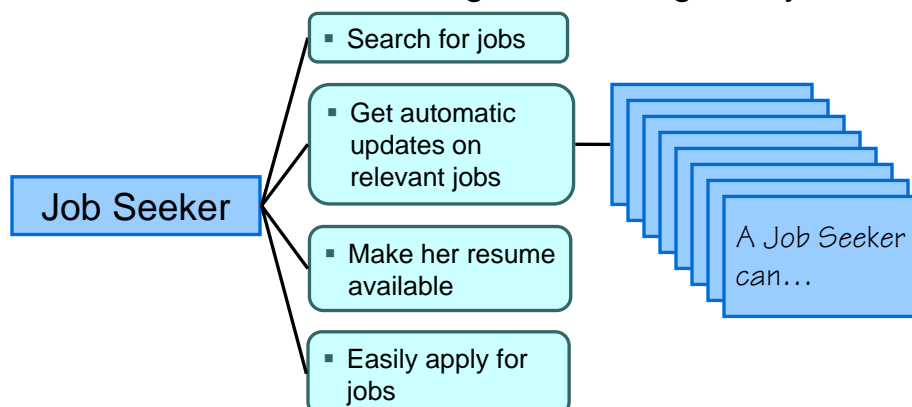 Search for jobs
Get automatic
updates on
relevant jobs
Job Seeker
A Job Seeker
can...
Make her resume
available
Easily apply for
jobs